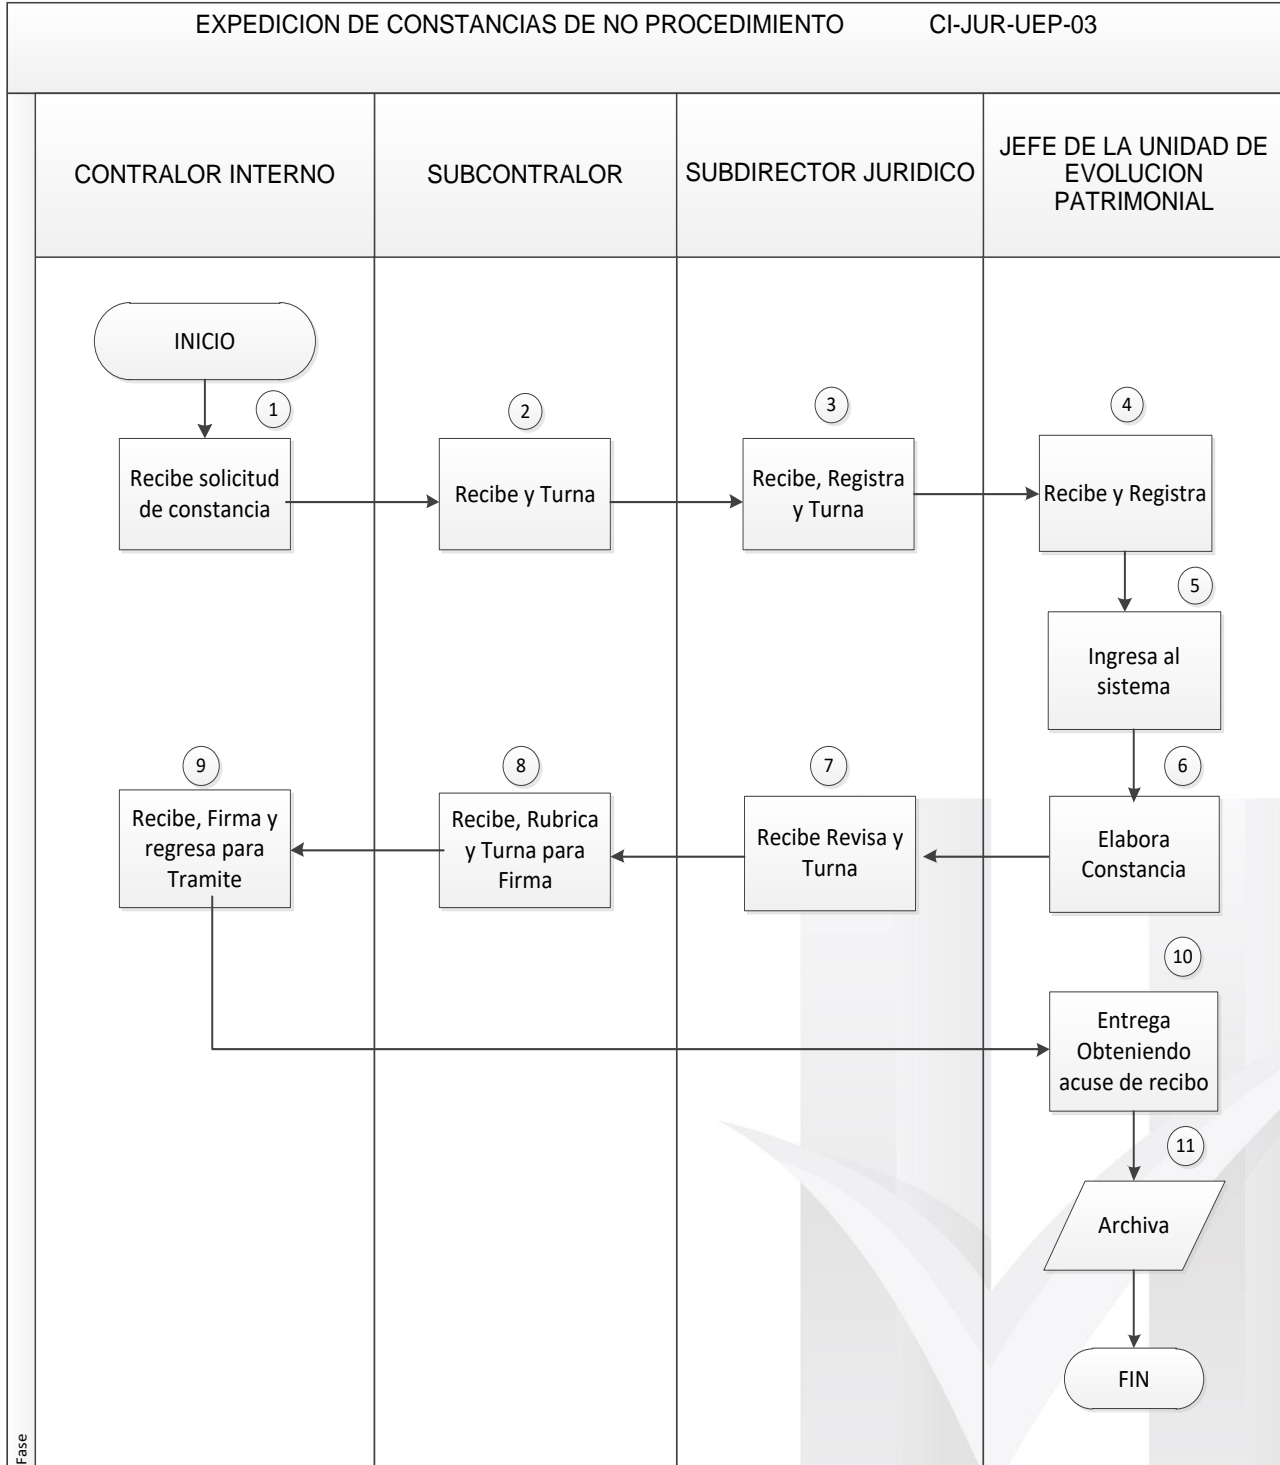 EXPEDICION DE CONSTANCIAS DE NO PROCEDIMIENTO CI-JUR-UEP-03
CONTRALOR INTERNO
SUBCONTRALOR
SUBDIRECTOR JURIDICO
JEFE DE LA UNIDAD DE
EVOLUCION
PATRIMONIAL
INICIO
1
Recibe solicitud
de constancia
2
Recibe y Turna
3
Recibe, Registra
y Turna
4
Recibe y Registra
5
Ingresa al
sistema
6
Elabora
Constancia
7
Recibe Revisa y
Turna
8
Recibe, Rubrica
y Turna para
Firma
9
Recibe, Firma y
regresa para
Tramite
10
Entrega
Obteniendo
acuse de recibo
11
Archiva
FIN
Fase